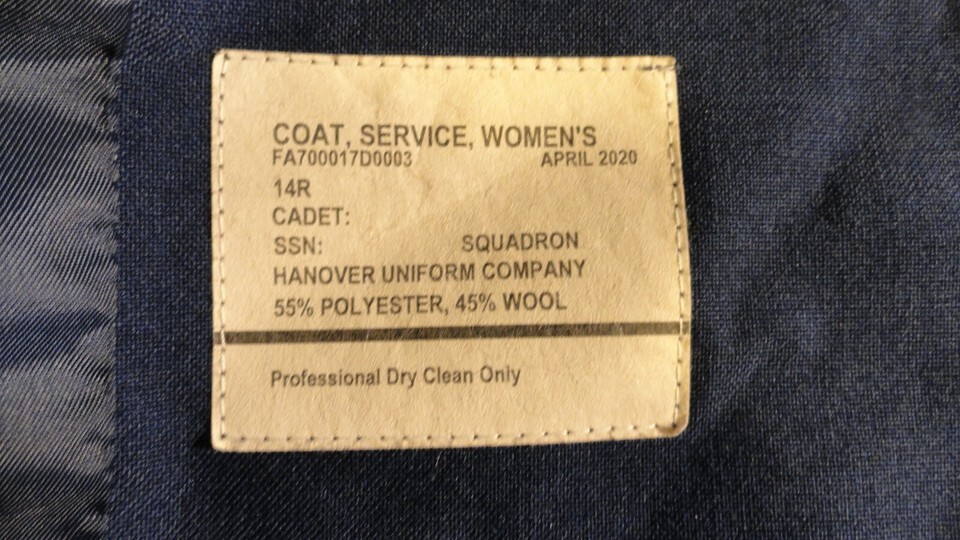 COAT, SERVICE, WOMEN'S
FA700017D0003 APRIL 2020
14R
CADET:
SSN: SQUADRON
HANOVER UNIFORM COMPANY
55% POLYESTER, 45% WOOL
Professional Dry Clean Only